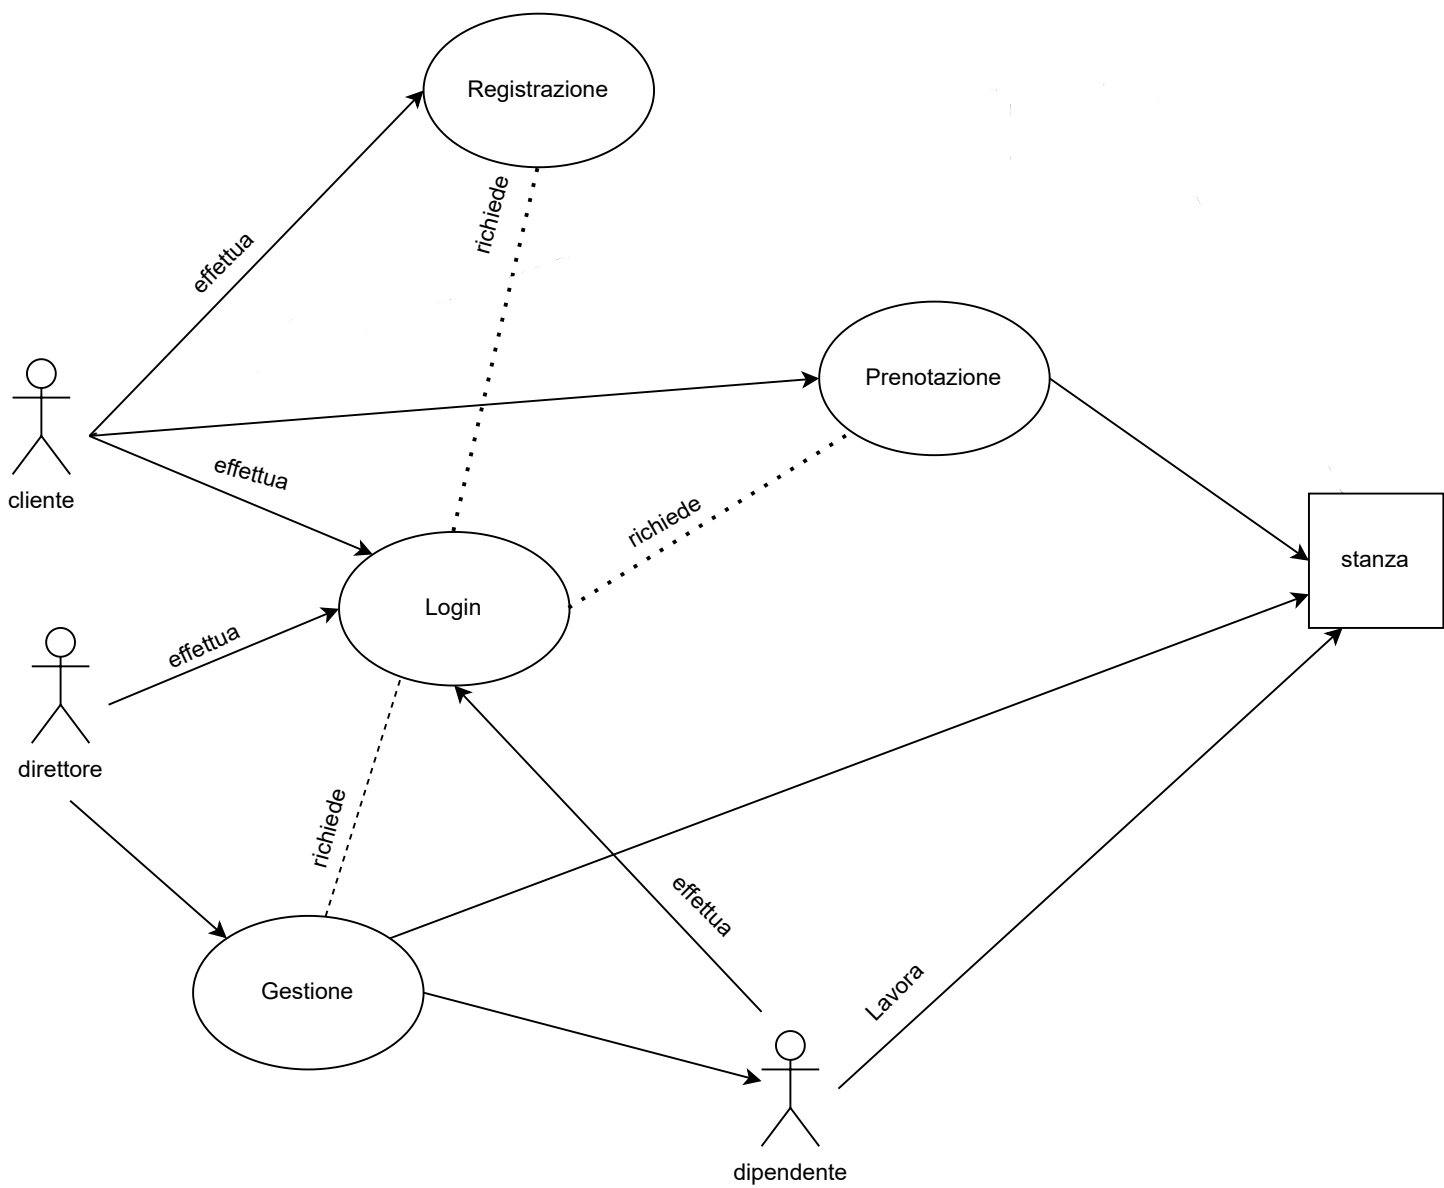 Registrazione
richiede
effettua
Prenotazione
cliente
effettua
richiede
stanza
Login
effettua
direttore
richiede
effettua
Gestione
Lavora
dipendente